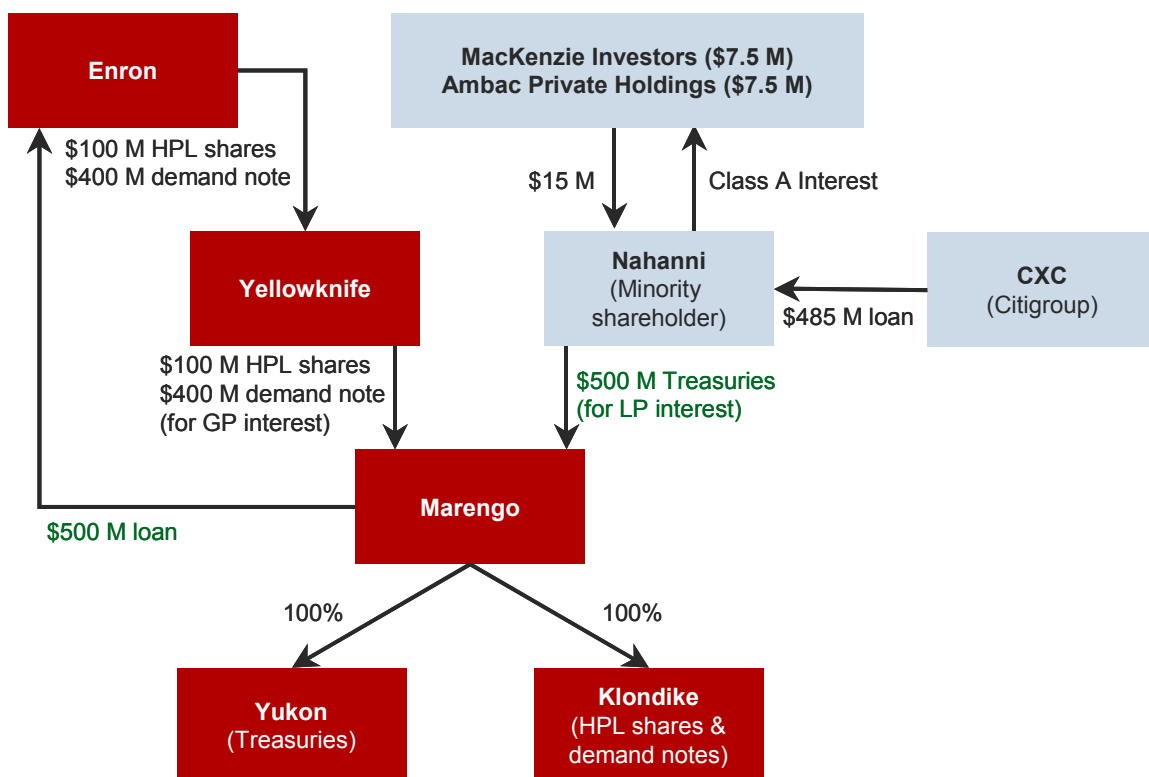 Enron
MacKenzie Investors ($7.5 M)
Ambac Private Holdings ($7.5 M)
$100 M HPL shares
$400 M demand note
$15 M
Class A Interest
Yellowknife
Nahanni
(Minority
shareholder)
CXC
(Citigroup)
$485 M loan
$100 M HPL shares
$400 M demand note
(for GP interest)
$500 M Treasuries
(for LP interest)
Marengo
$500 M loan
100%
100%
Yukon
(Treasuries)
Klondike
(HPL shares &
demand notes)